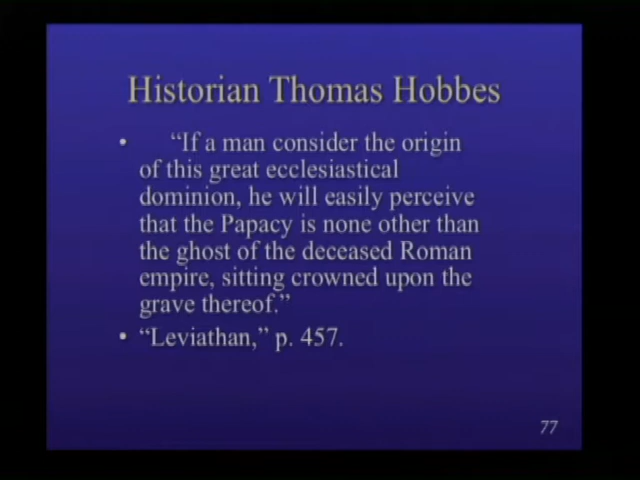 Historian Thomas Hobbes
• “If a man consider the origin
of this great ecclesiastical
dominion, he will easily perceive
that the Papacy is none other than
the ghost of the deceased Roman
empire, sitting crowned upon the
grave thereof.”
• “Leviathan,” p. 457.
77